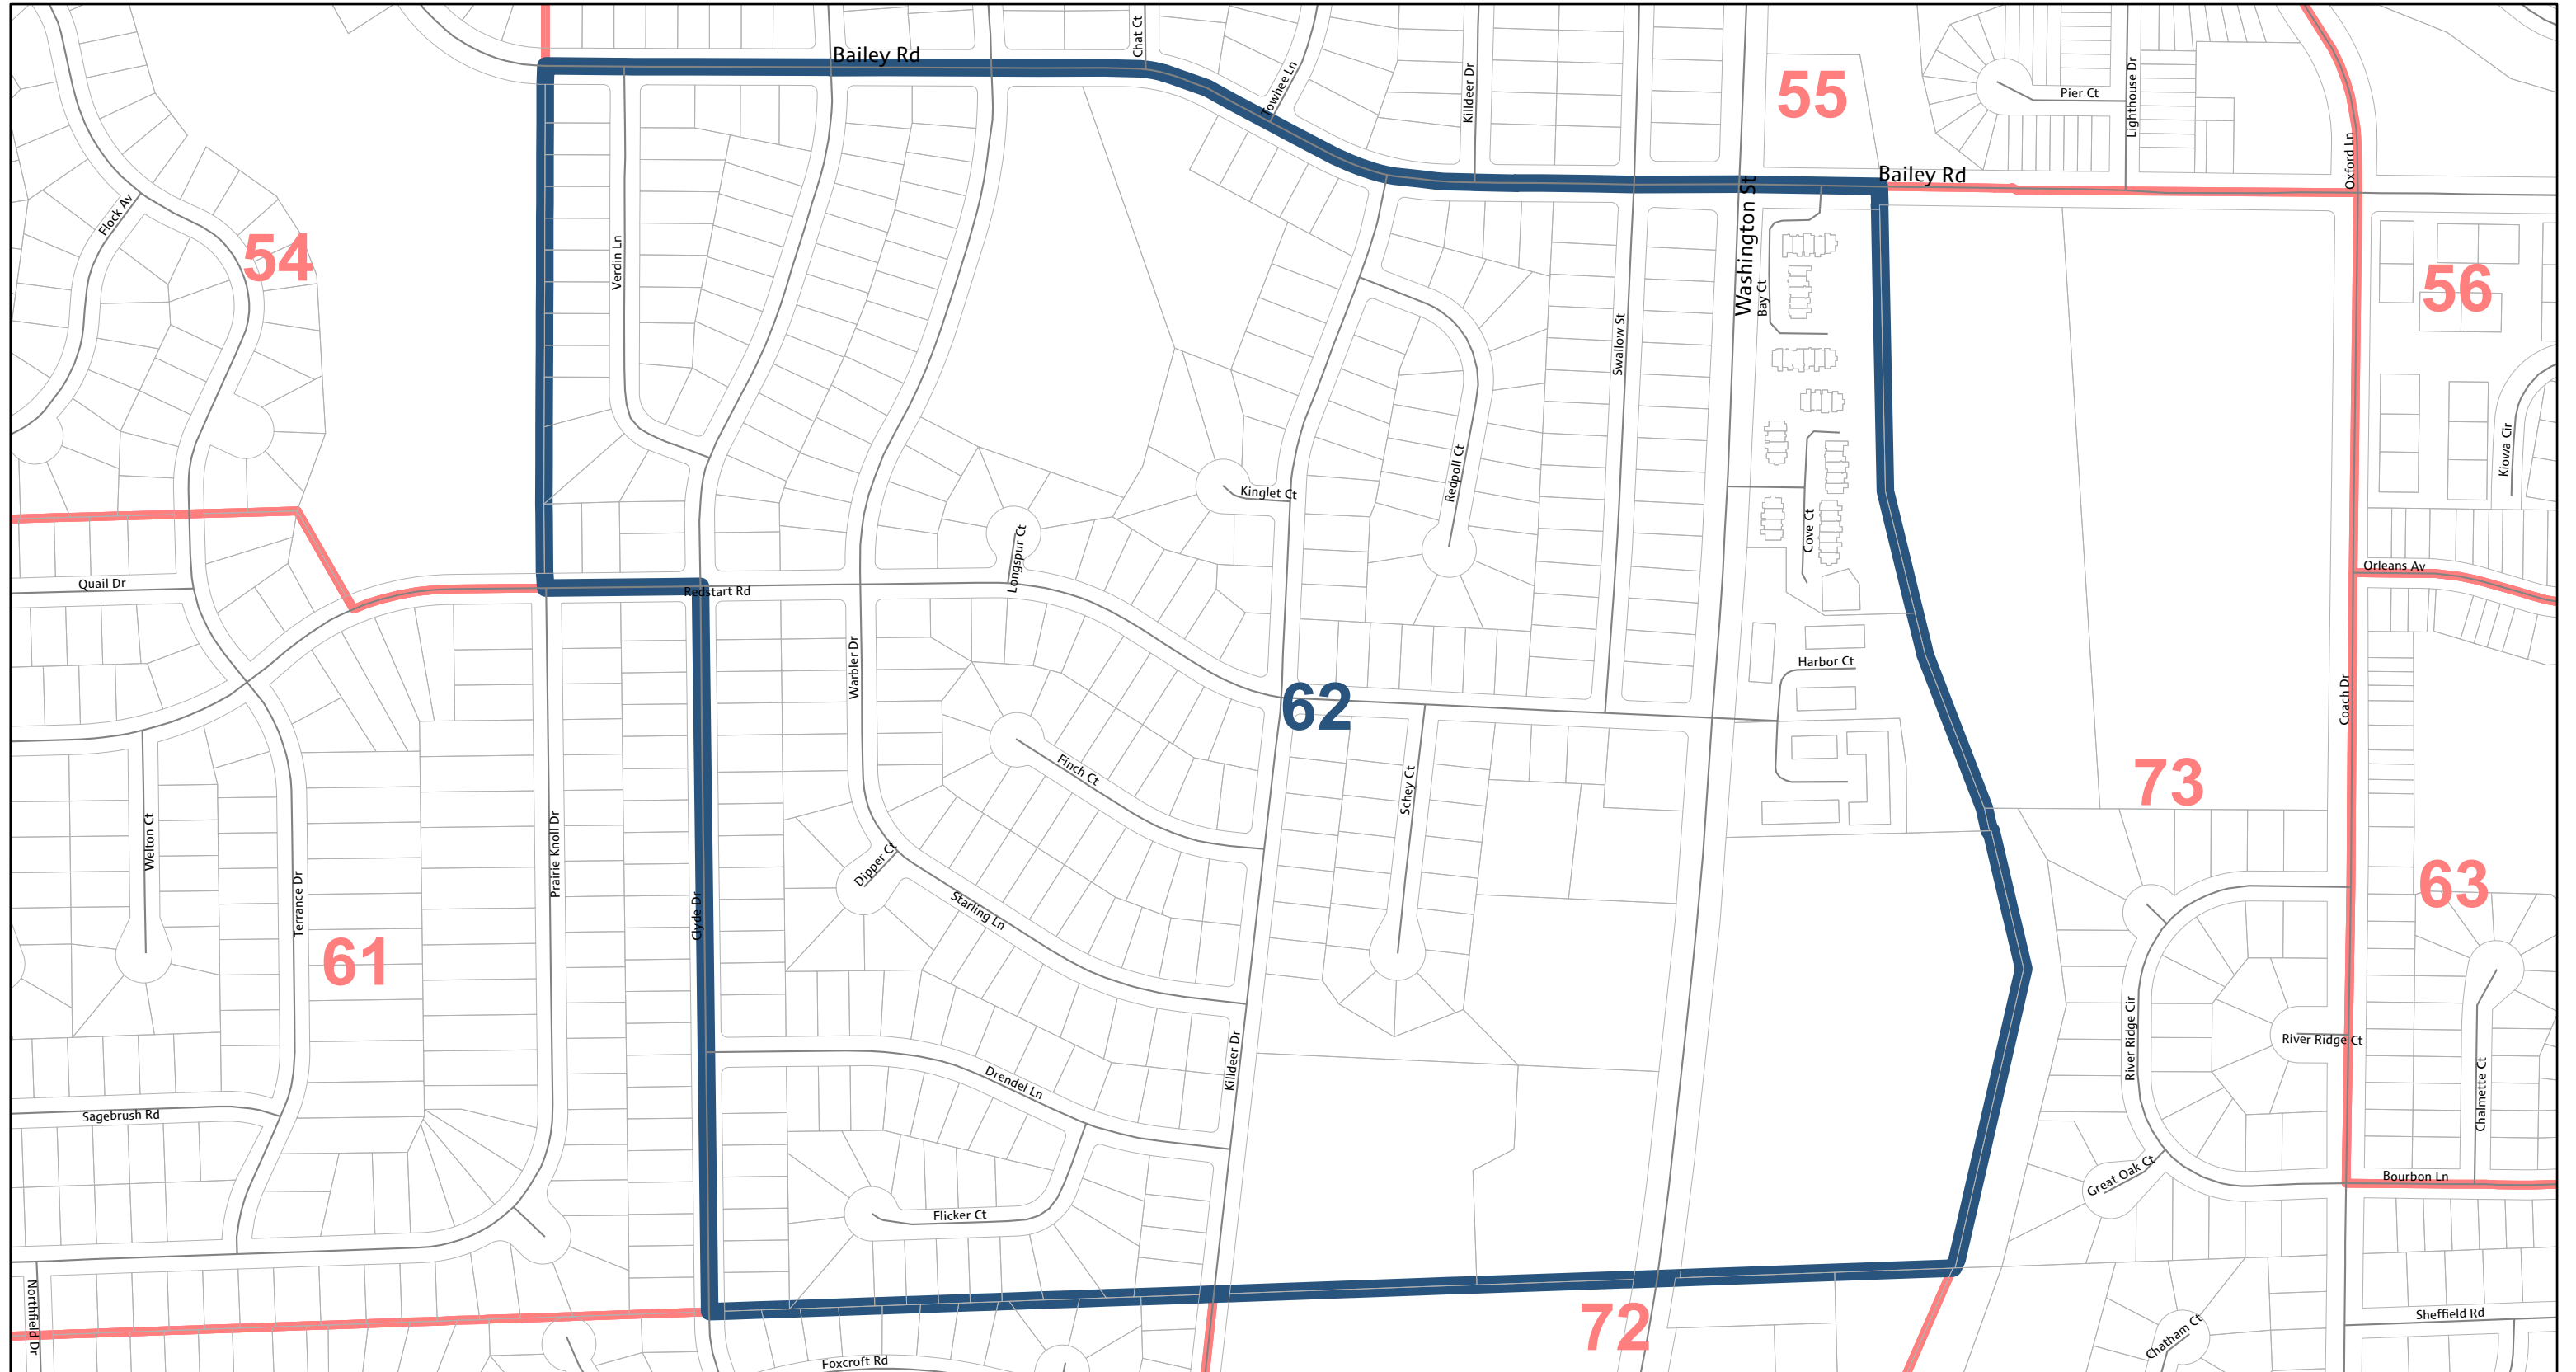 Chat Ct
Bailey Rd
Towhee Ln
Killdeer Dr
55
Pier Ct
Lighthouse Dr
Oxford Ln
Bailey Rd
Flock Av
54
Verdin Ln
Washington St
Bay Ct
56
Swallow St
Redpoll Ct
Kinglet Ct
Kiowa Cir
Longspur Ct
Cove Ct
Orleans Av
Quail Dr
Redstart Rd
Warbler Dr
Harbor Ct
62
Coach Dr
Finch Ct
Schey Ct
73
Welton Ct
Prairie Knoll Dr
Dipper Ct
Terrance Dr
Clyde Dr
Starling Ln
63
61
River Ridge Cir
River Ridge Ct
Killdeer Dr
Drendel Ln
Chalmette Ct
Sagebrush Rd
Great Oak Ct
Bourbon Ln
Flicker Ct
Northfield Dr
72
Sheffield Rd
Chatham Ct
Foxcroft Rd